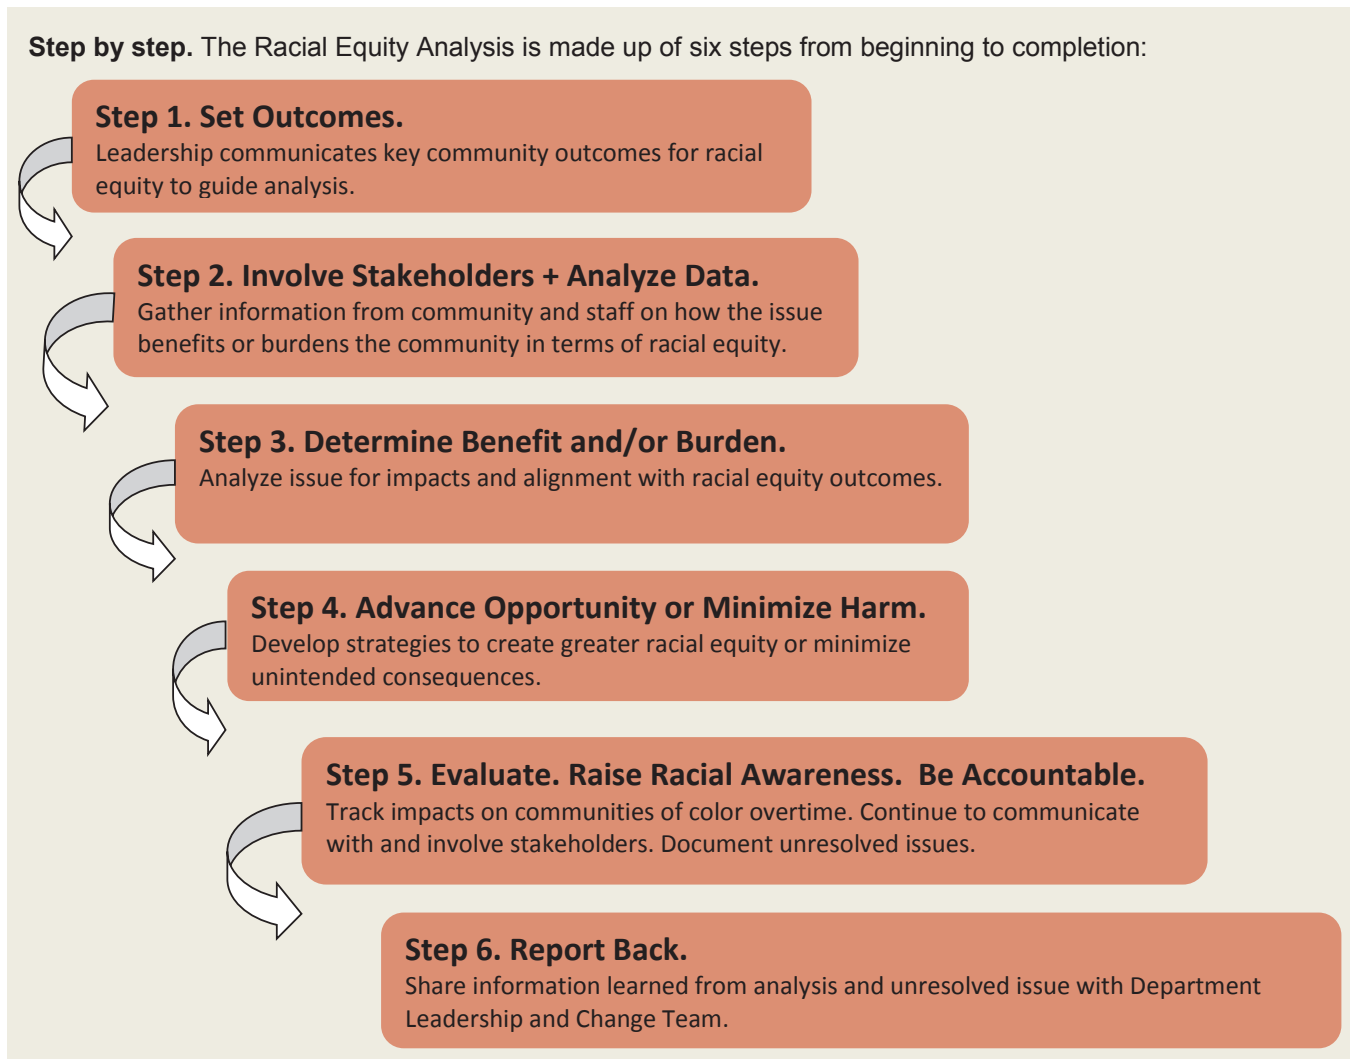 Step by step. The Racial Equity Analysis is made up of six steps from beginning to completion:
Step 1. Set Outcomes.
Leadership communicates key community outcomes for racial
equity to guide analysis.
Step 2. Involve Stakeholders + Analyze Data.
Gather information from community and staff on how the issue
benefits or burdens the community in terms of racial equity.
Step 3. Determine Benefit and/or Burden.
Analyze issue for impacts and alignment with racial equity outcomes.
Step 4. Advance Opportunity or Minimize Harm.
Develop strategies to create greater racial equity or minimize
unintended consequences.
Step 5. Evaluate. Raise Racial Awareness.  Be Accountable.
Track impacts on communities of color overtime. Continue to communicate
with and involve stakeholders. Document unresolved issues.
Step 6. Report Back.
Share information learned from analysis and unresolved issue with Department
Leadership and Change Team.